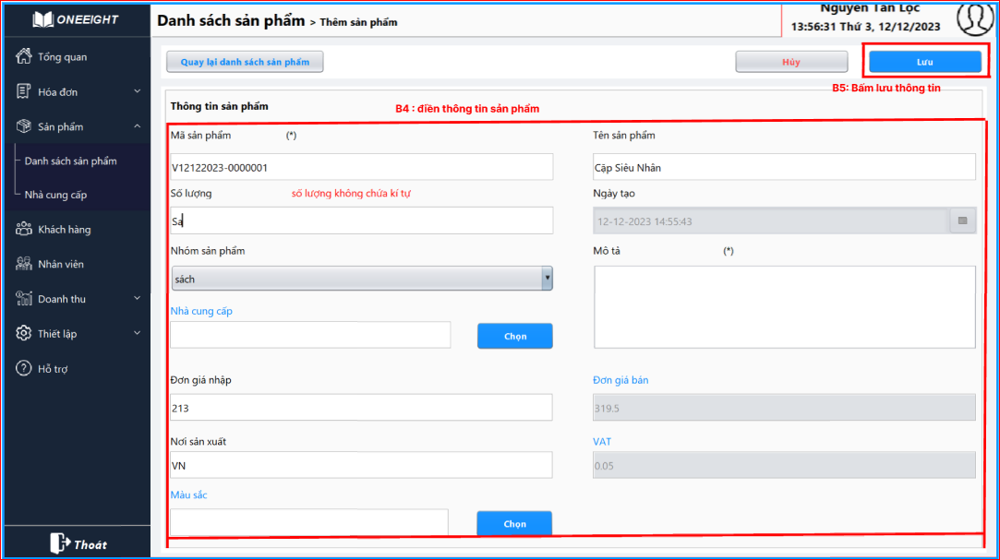 ONEEIGHT
Danh sách sản phẩm > Thêm sản phẩm
Nguyễn Tấn Lộc
13:56:31 Thứ 3, 12/12/2023
Tổng quan
Hóa đơn
Sản phẩm
Danh sách sản phẩm
Nhà cung cấp
Khách hàng
Nhân viên
Doanh thu
Thiết lập
Hỗ trợ
Thoát
Quay lại danh sách sản phẩm
Hủy
Lưu
B5: Bấm lưu thông tin
Thông tin sản phẩm
B4 : điền thông tin sản phẩm
Mã sản phẩm (*)
Tên sản phẩm
V12122023-0000001
Cặp Siêu Nhân
Số lượng
số lượng không chứa kí tự
Ngày tạo
Sa
12-12-2023 14:55:43
Nhóm sản phẩm
Mô tả (*)
sách
Nhà cung cấp
Chọn
Đơn giá nhập
Đơn giá bán
213
319.5
Nơi sản xuất
VAT
VN
0.05
Màu sắc
Chọn